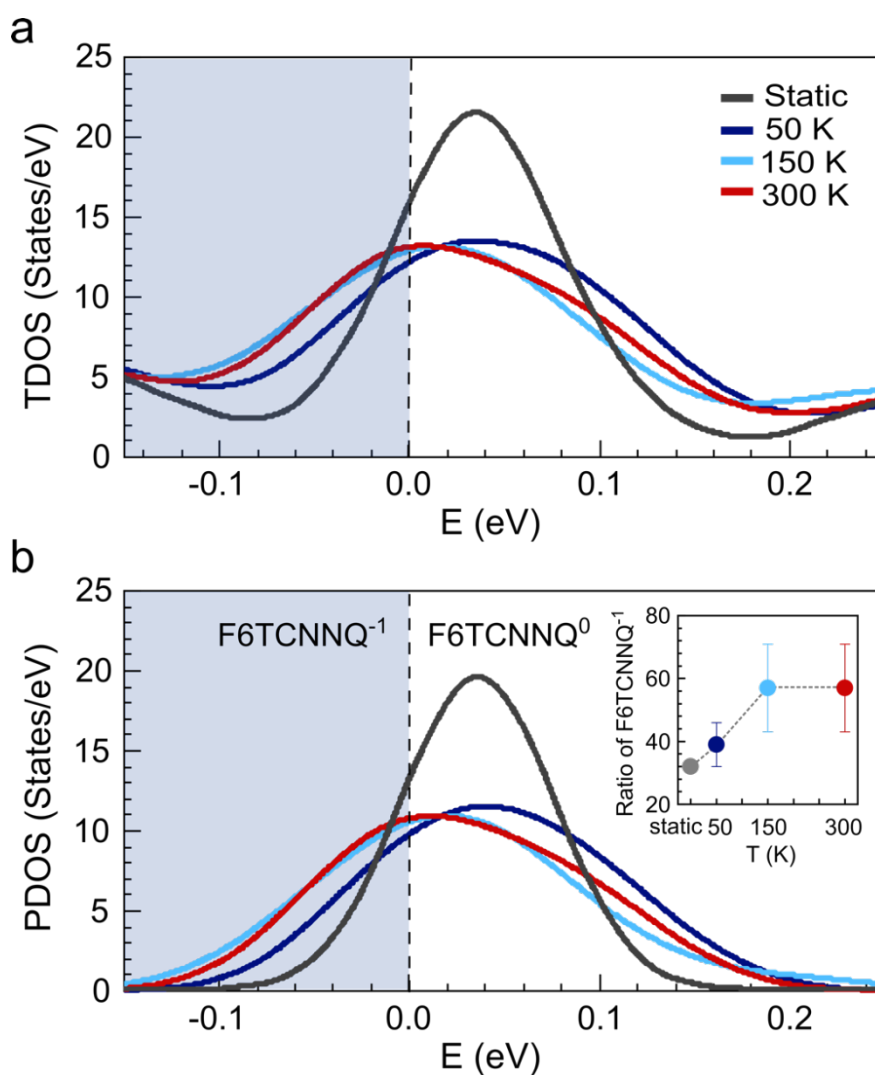 a
25
20
15
10
5
0
TDOS (States/eV)
Static
50 K
150 K
300 K
-0.1
0.0
0.1
0.2
E (eV)
b
25
20
15
10
5
0
PDOS (States/eV)
F6TCNNQ⁻¹
F6TCNNQ⁰
80
60
40
20
Ratio of F6TCNNQ⁻¹
static
50
150
300
T (K)
-0.1
0.0
0.1
0.2
E (eV)